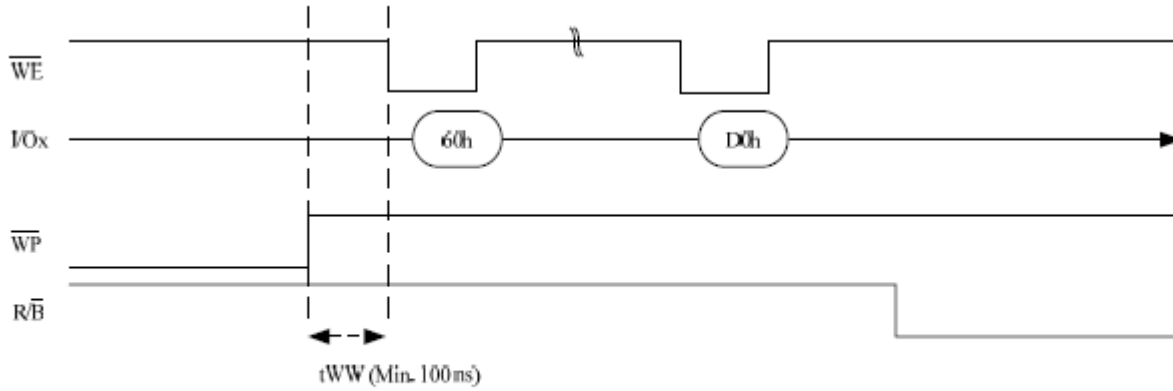 WE
I/Ox
60h
D0h
WP
R/B
tWW (Min. 100ns)